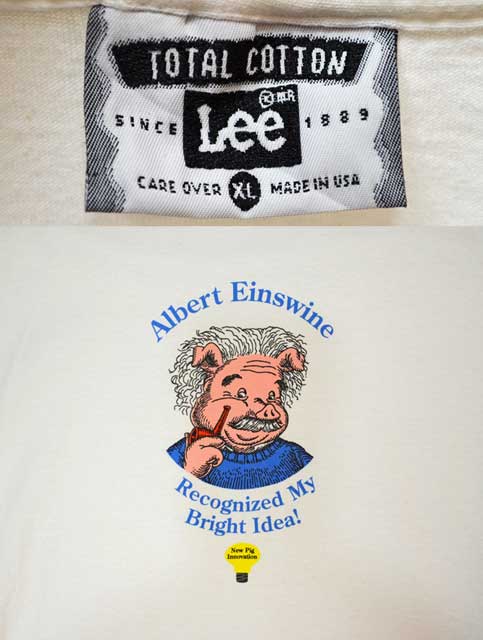 TOTAL COTTON
® MR
SINCE Lee 1889
CARE OVER XL MADE IN USA
Albert Einswine
Recognized My
Bright Idea!
New Pig
Innovation